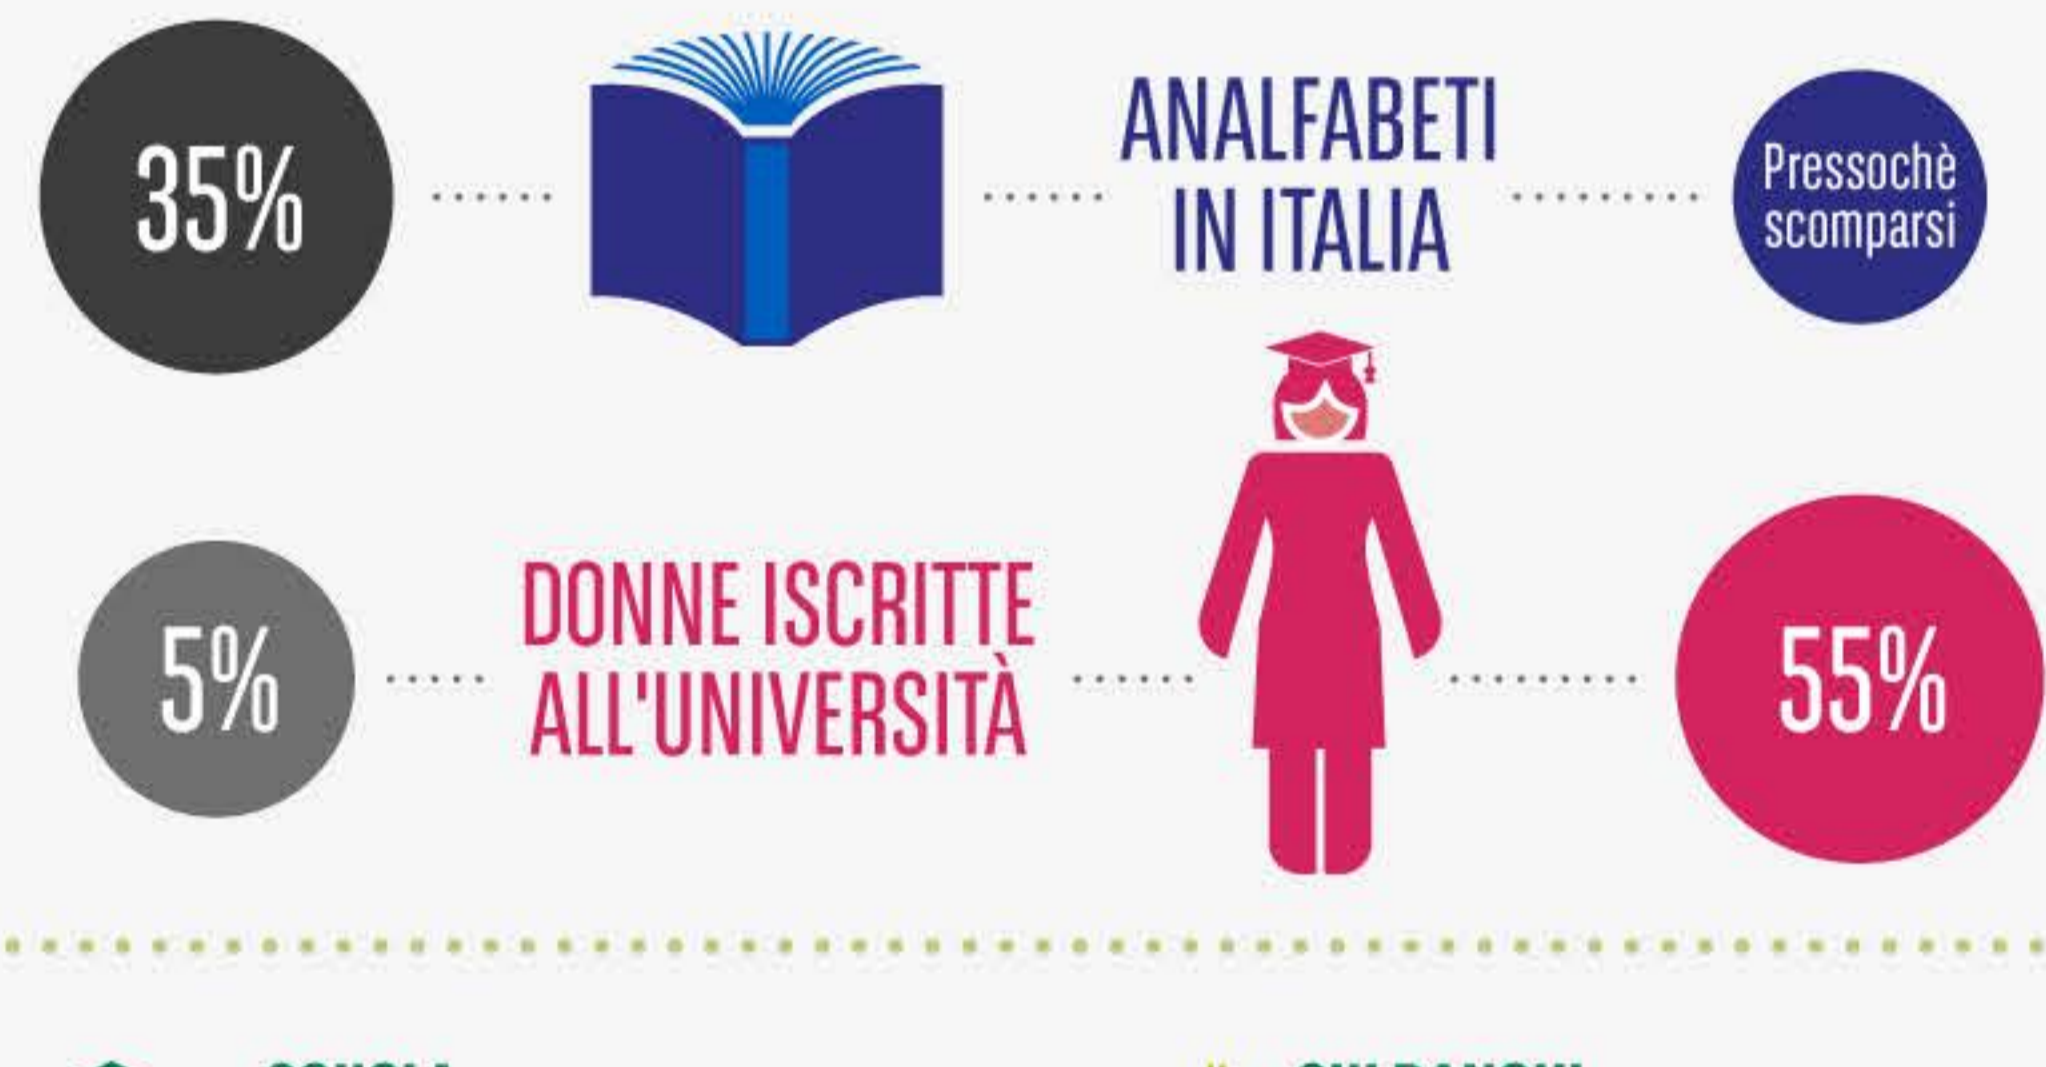 35%
ANALFABETI
IN ITALIA
Pressochè
scomparsi
5%
DONNE ISCRITTE
ALL'UNIVERSITÀ
55%